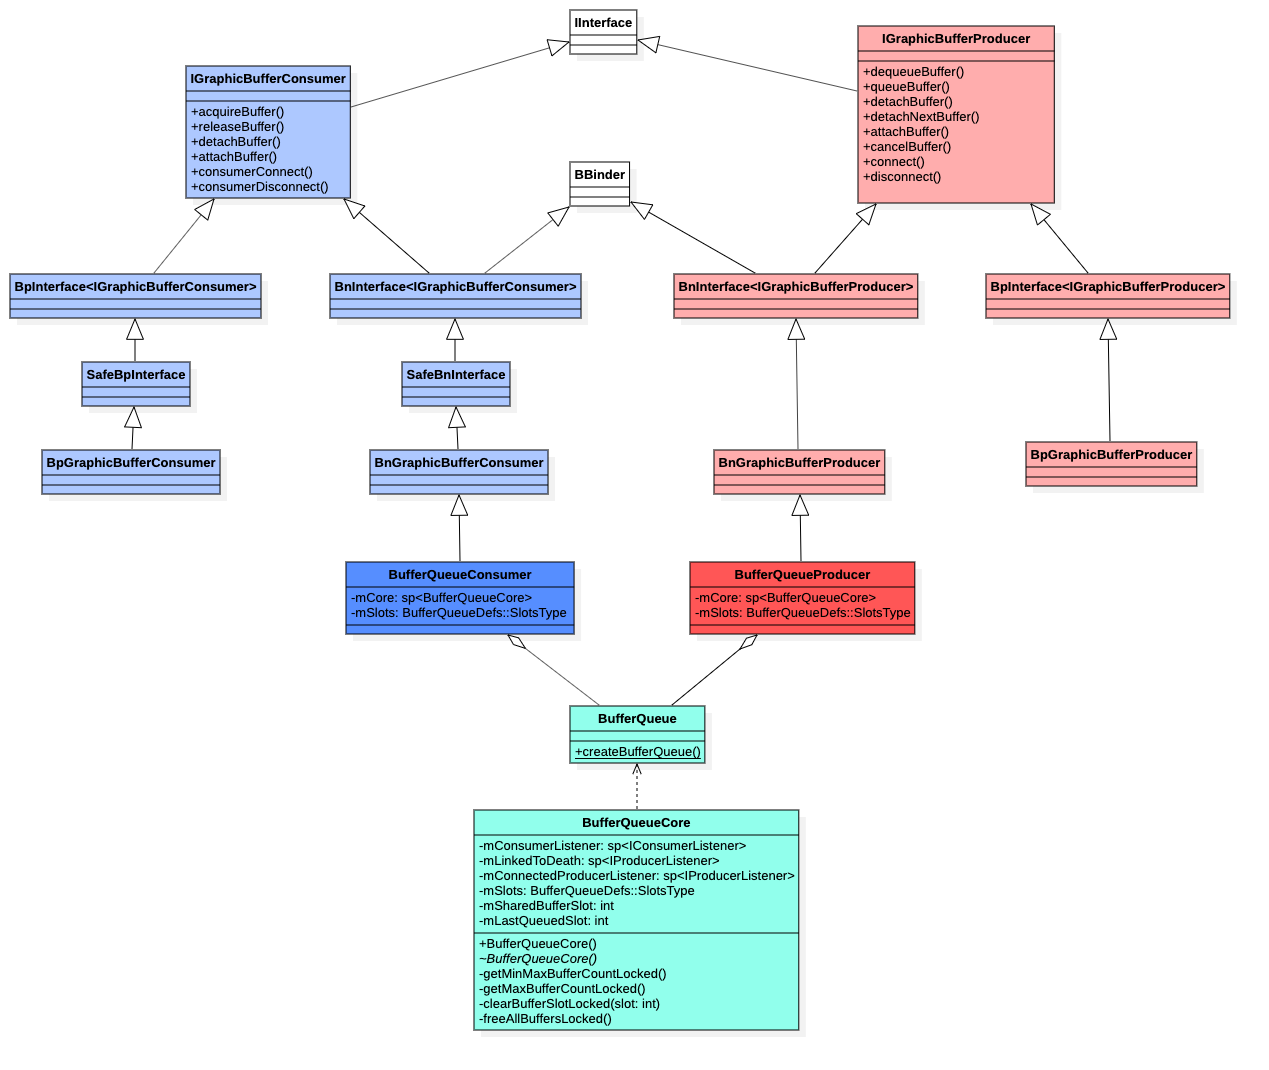 IInterface
IGraphicBufferProducer
+dequeueBuffer()
+queueBuffer()
+detachBuffer()
+detachNextBuffer()
+attachBuffer()
+cancelBuffer()
+connect()
+disconnect()
IGraphicBufferConsumer
+acquireBuffer()
+releaseBuffer()
+detachBuffer()
+attachBuffer()
+consumerConnect()
+consumerDisconnect()
BBinder
BpInterface<IGraphicBufferConsumer>
BnInterface<IGraphicBufferConsumer>
BnInterface<IGraphicBufferProducer>
BpInterface<IGraphicBufferProducer>
SafeBpInterface
SafeBnInterface
BpGraphicBufferConsumer
BnGraphicBufferConsumer
BnGraphicBufferProducer
BpGraphicBufferProducer
BufferQueueConsumer
-mCore: sp<BufferQueueCore>
-mSlots: BufferQueueDefs::SlotsType
BufferQueueProducer
-mCore: sp<BufferQueueCore>
-mSlots: BufferQueueDefs::SlotsType
BufferQueue
+createBufferQueue()
BufferQueueCore
-mConsumerListener: sp<IConsumerListener>
-mLinkedToDeath: sp<IProducerListener>
-mConnectedProducerListener: sp<IProducerListener>
-mSlots: BufferQueueDefs::SlotsType
-mSharedBufferSlot: int
-mLastQueuedSlot: int
+BufferQueueCore()
~BufferQueueCore()
-getMinMaxBufferCountLocked()
-getMaxBufferCountLocked()
-clearBufferSlotLocked(slot: int)
-freeAllBuffersLocked()